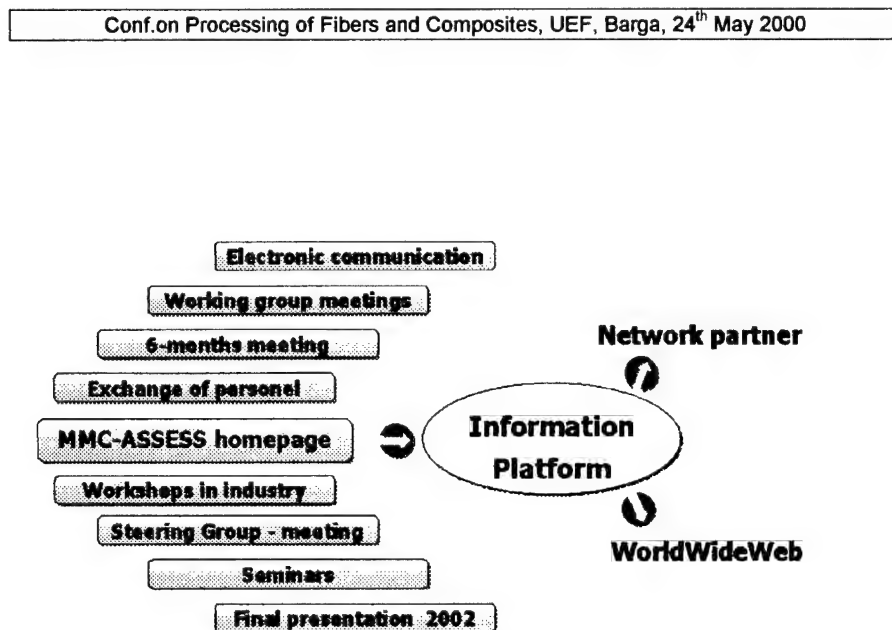 Conf.on Processing of Fibers and Composites, UEF, Barga, 24th May 2000
Electronic communication
Working group meetings
6-months meeting
Exchange of personel
MMC-ASSESS homepage
Workshops in industry
Steering Group - meeting
Seminars
Final presentation 2002
Information
Platform
Network partner
WorldWideWeb